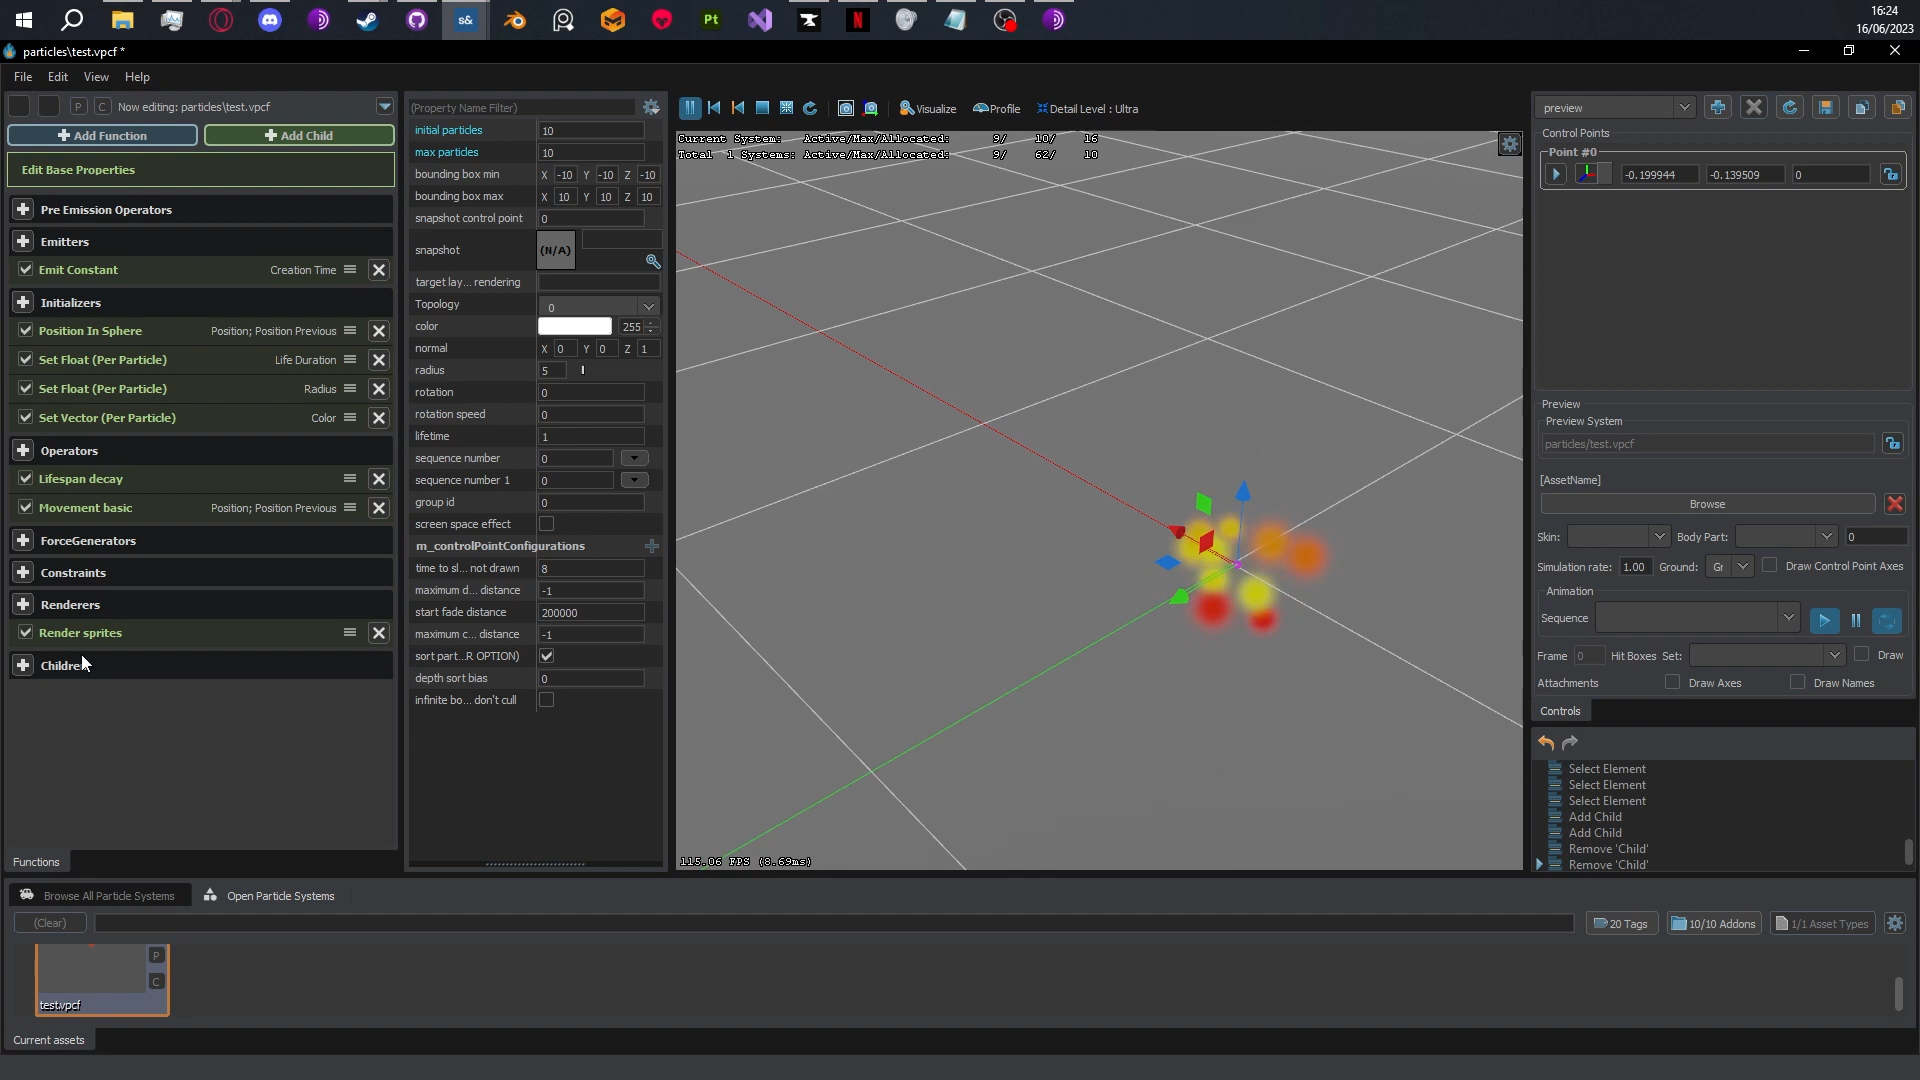 16:24
16/06/2023
s&
Pt
N
particles\test.vpcf *
File Edit View Help
P C Now editing: particles\test.vpcf
Add Function Add Child
Edit Base Properties
Pre Emission Operators
Emitters
Emit Constant Creation Time
Initializers
Position In Sphere Position; Position Previous
Set Float (Per Particle) Life Duration
Set Float (Per Particle) Radius
Set Vector (Per Particle) Color
Operators
Lifespan decay
Movement basic Position; Position Previous
ForceGenerators
Constraints
Renderers
Render sprites
Children
Functions
(Property Name Filter)
initial particles 10
max particles 10
bounding box min X -10 Y -10 Z -10
bounding box max X 10 Y 10 Z 10
snapshot control point 0
snapshot (N/A)
target lay... rendering
Topology 0
color 255
normal X 0 Y 0 Z 1
radius 5
rotation 0
rotation speed 0
lifetime 1
sequence number 0
sequence number 1 0
group id 0
screen space effect
m_controlPointConfigurations
time to sl... not drawn 8
maximum d... distance -1
start fade distance 200000
maximum c... distance -1
sort part...R OPTION)
depth sort bias 0
infinite bo... don't cull
Visualize Profile Detail Level : Ultra
Current System: Active/Max/Allocated: 9/ 10/ 16
Total 1 Systems: Active/Max/Allocated: 9/ 62/ 10
115.06 FPS (8.69ms)
preview
Control Points
Point #0
-0.199944 -0.139509 0
Preview
Preview System
particles/test.vpcf
[AssetName]
Browse
Skin: Body Part: 0
Simulation rate: 1.00 Ground: Gr Draw Control Point Axes
Animation
Sequence
Frame 0 Hit Boxes Set: Draw
Attachments Draw Axes Draw Names
Controls
Select Element
Select Element
Select Element
Add Child
Add Child
Remove 'Child'
Remove 'Child'
Browse All Particle Systems Open Particle Systems
(Clear) 20 Tags 10/10 Addons 1/1 Asset Types
P
C
test.vpcf
Current assets